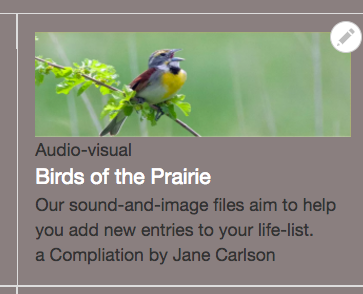 Audio-visual
Birds of the Prairie
Our sound-and-image files aim to help
you add new entries to your life-list.
a Compliation by Jane Carlson